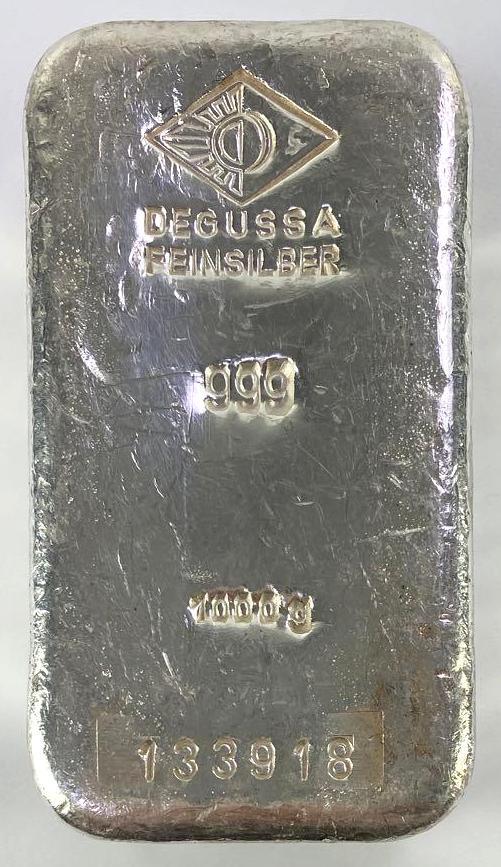 DEGUSSA
FEINSILBER
999
1000 g
133918